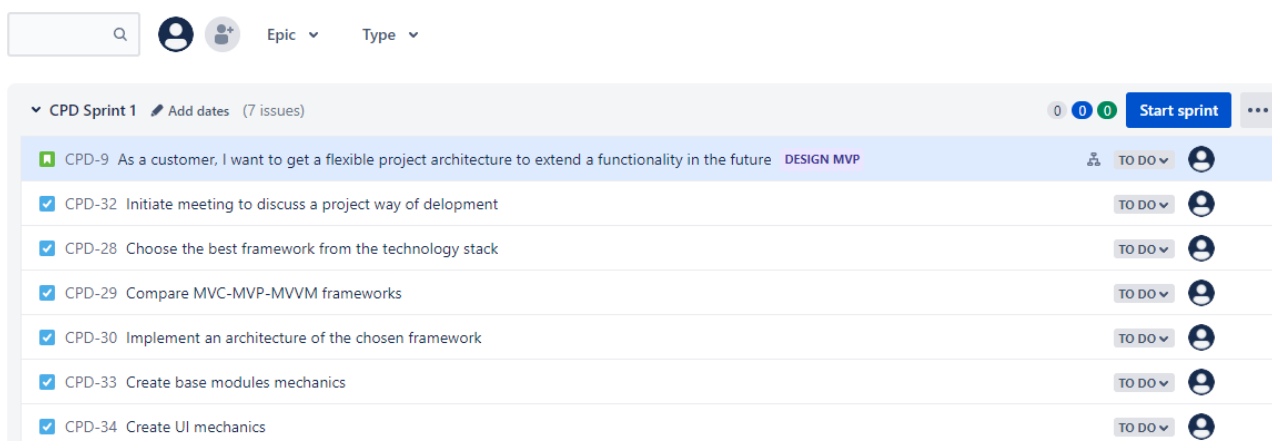 Epic Type
CPD Sprint 1 Add dates (7 issues) 0 0 0 Start sprint
CPD-9 As a customer, I want to get a flexible project architecture to extend a functionality in the future DESIGN MVP TO DO
CPD-32 Initiate meeting to discuss a project way of delopment TO DO
CPD-28 Choose the best framework from the technology stack TO DO
CPD-29 Compare MVC-MVP-MVVM frameworks TO DO
CPD-30 Implement an architecture of the chosen framework TO DO
CPD-33 Create base modules mechanics TO DO
CPD-34 Create UI mechanics TO DO